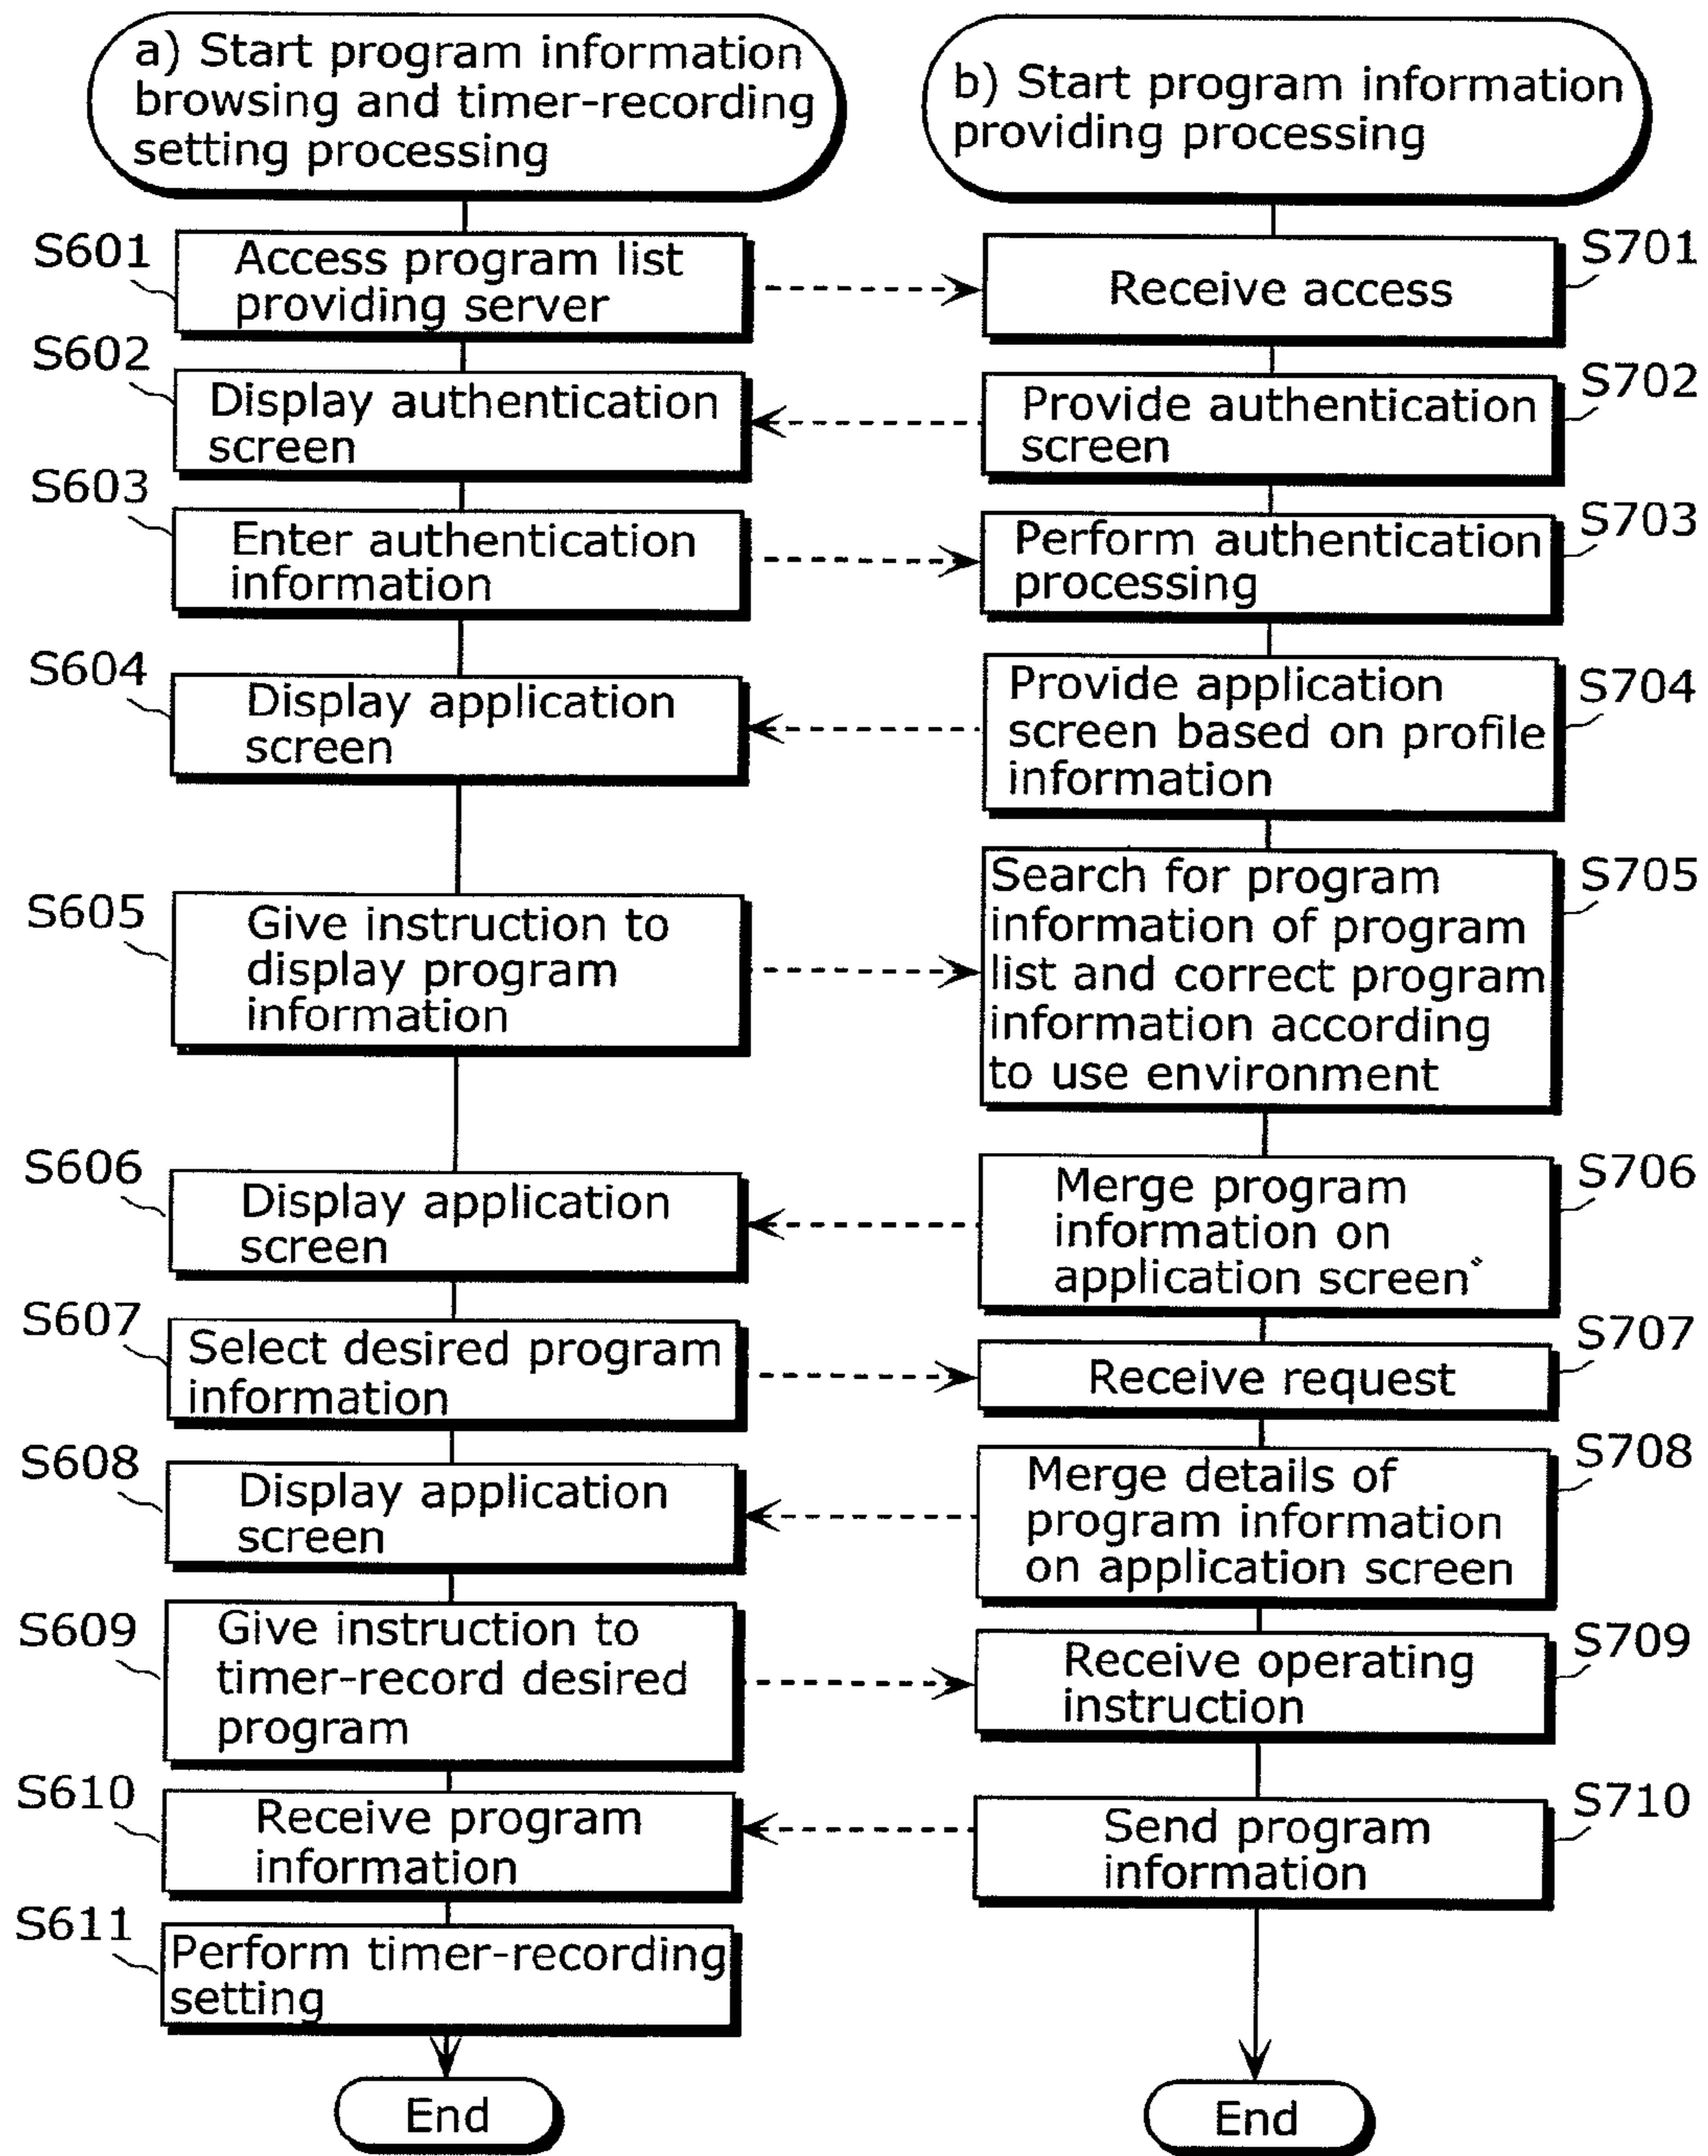 a) Start program information
browsing and timer-recording
setting processing
b) Start program information
providing processing
S601
Access program list
providing server
S701
Receive access
S602
Display authentication
screen
S702
Provide authentication
screen
S603
Enter authentication
information
S703
Perform authentication
processing
S604
Display application
screen
S704
Provide application
screen based on profile
information
S605
Give instruction to
display program
information
S705
Search for program
information of program
list and correct program
information according
to use environment
S606
Display application
screen
S706
Merge program
information on
application screen
S607
Select desired program
information
S707
Receive request
S608
Display application
screen
S708
Merge details of
program information
on application screen
S609
Give instruction to
timer-record desired
program
S709
Receive operating
instruction
S610
Receive program
information
S710
Send program
information
S611
Perform timer-recording
setting
End
End